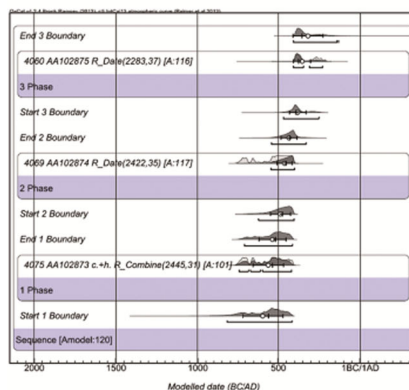 End 3 Boundary
4060 AA102875 R_Date(2283,37) [A:116]
3 Phase
Start 3 Boundary
End 2 Boundary
4069 AA102874 R_Date(2422,35) [A:117]
2 Phase
Start 2 Boundary
End 1 Boundary
4075 AA102873 c.+h. R_Combine(2445,31) [A:101]
1 Phase
Start 1 Boundary
Sequence [Amodel:120]
2000 1500 1000 500 1BC/1AD
Modelled date (BC/AD)